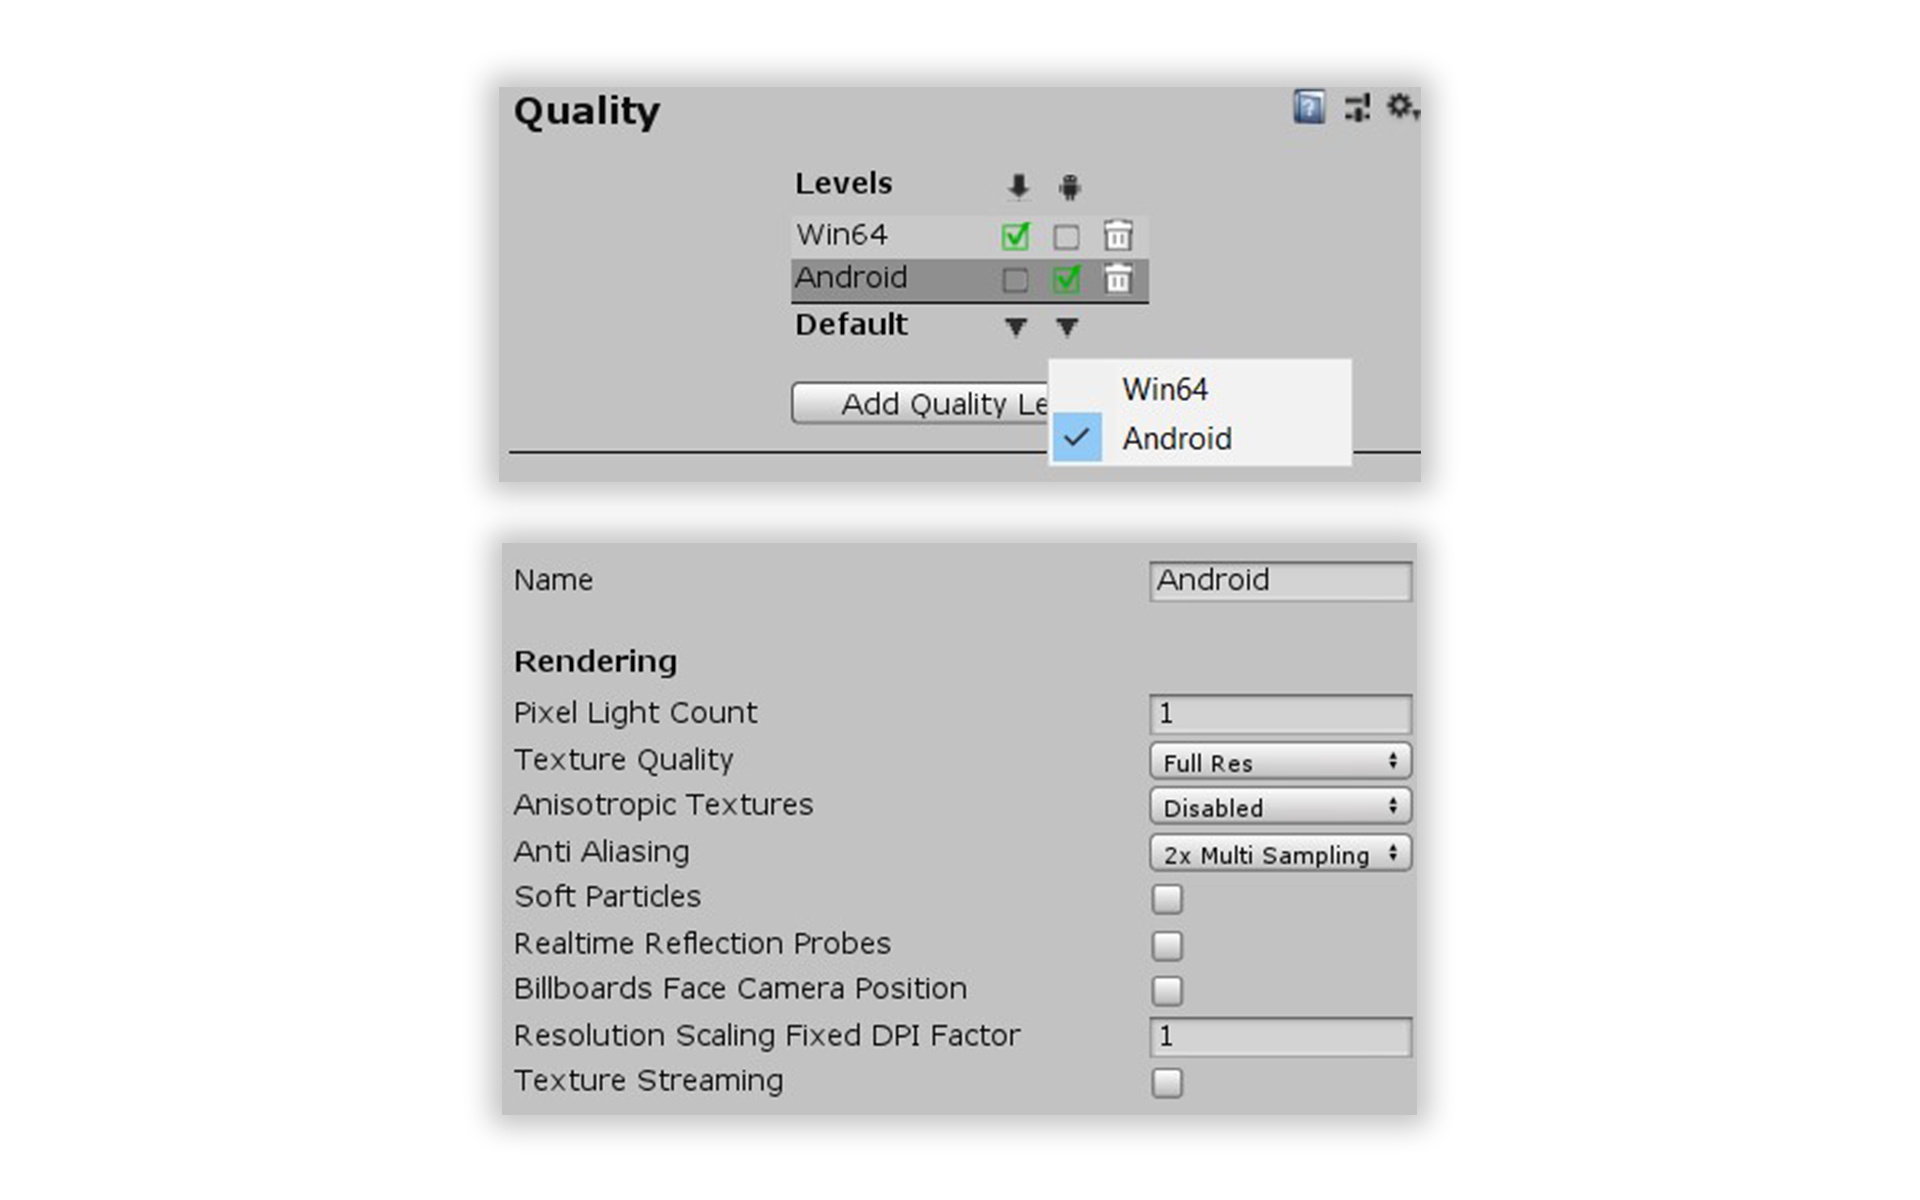 Quality
Levels
Win64
Android
Default
Add Quality Le
Win64
Android
Name Android
Rendering
Pixel Light Count 1
Texture Quality Full Res
Anisotropic Textures Disabled
Anti Aliasing 2x Multi Sampling
Soft Particles
Realtime Reflection Probes
Billboards Face Camera Position
Resolution Scaling Fixed DPI Factor 1
Texture Streaming